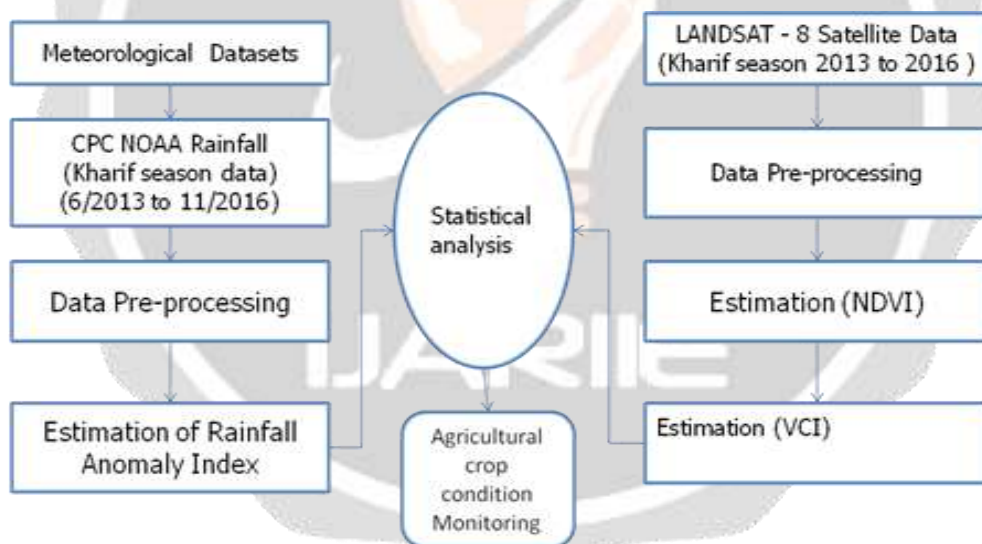 Meteorological Datasets
CPC NOAA Rainfall
(Kharif season data)
(6/2013 to 11/2016)
Data Pre-processing
Estimation of Rainfall
Anomaly Index
Statistical
analysis
Agricultural
crop
condition
Monitoring
LANDSAT - 8 Satellite Data
(Kharif season 2013 to 2016 )
Data Pre-processing
Estimation (NDVI)
Estimation (VCI)
IJARIIE